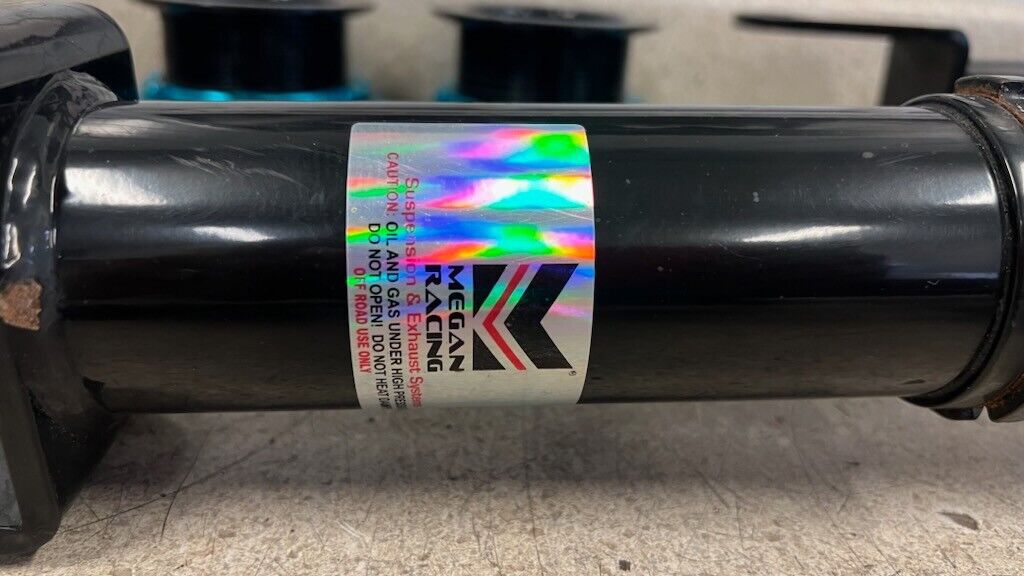 MEGAN
RACING
®
Suspension & Exhaust System
CAUTION: OIL AND GAS UNDER HIGH
DO NOT OPEN! DO NOT HEAT
OFF ROAD USE ONLY